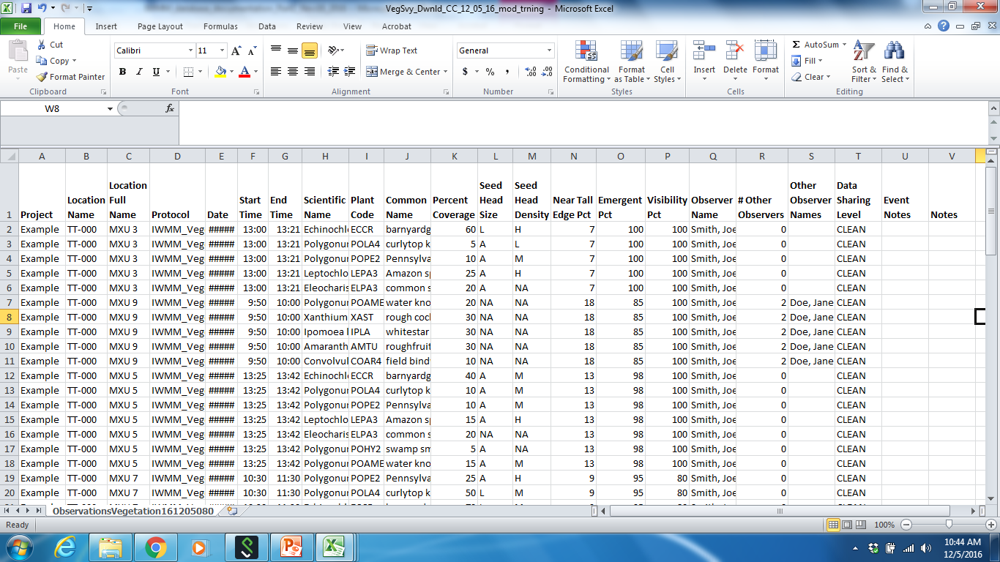 VegSvy_Dwnld_CC_12_05_16_mod_trning - Microsoft Excel
File Home Insert Page Layout Formulas Data Review View Acrobat
Paste Cut Copy Format Painter Clipboard
Calibri 11 B I U A Font
Wrap Text Merge & Center Alignment
General $ % , Number
Conditional Formatting Format as Table Cell Styles Styles
Insert Delete Format Cells
Σ AutoSum Fill Clear Sort & Filter Find & Select Editing
W8 fx
A B C D E F G H I J K L M N O P Q R S T U V
1 Project Location Name Location Full Name Protocol Date Start Time End Time Scientific Name Plant Code Common Name Percent Coverage Seed Head Size Seed Head Density Near Tall Edge Pct Emergent Pct Visibility Pct Observer Name # Other Observers Other Observer Names Data Sharing Level Event Notes Notes
2 Example TT-000 MXU 3 IWMM_Veg ##### 13:00 13:21 Echinochlo ECCR barnyardg 60 L H 7 100 100 Smith, Joe 0 CLEAN
3 Example TT-000 MXU 3 IWMM_Veg ##### 13:00 13:21 Polygonur POLA4 curlytop k 5 A L 7 100 100 Smith, Joe 0 CLEAN
4 Example TT-000 MXU 3 IWMM_Veg ##### 13:00 13:21 Polygonur POPE2 Pennsylva 10 A M 7 100 100 Smith, Joe 0 CLEAN
5 Example TT-000 MXU 3 IWMM_Veg ##### 13:00 13:21 Leptochlo LEPA3 Amazon sp 25 A H 7 100 100 Smith, Joe 0 CLEAN
6 Example TT-000 MXU 3 IWMM_Veg ##### 13:00 13:21 Eleocharis ELPA3 common s 20 A NA 7 100 100 Smith, Joe 0 CLEAN
7 Example TT-000 MXU 9 IWMM_Veg ##### 9:50 10:00 Polygonur POAME water kno 20 NA NA 18 85 100 Smith, Joe 2 Doe, Jane CLEAN
8 Example TT-000 MXU 9 IWMM_Veg ##### 9:50 10:00 Xanthium XAST rough coc 30 NA NA 18 85 100 Smith, Joe 2 Doe, Jane CLEAN
9 Example TT-000 MXU 9 IWMM_Veg ##### 9:50 10:00 Ipomoea l IPLA whitestar 30 NA NA 18 85 100 Smith, Joe 2 Doe, Jane CLEAN
10 Example TT-000 MXU 9 IWMM_Veg ##### 9:50 10:00 Amaranth AMTU roughfruit 30 NA NA 18 85 100 Smith, Joe 2 Doe, Jane CLEAN
11 Example TT-000 MXU 9 IWMM_Veg ##### 9:50 10:00 Convolvul COAR4 field bind 10 NA NA 18 85 100 Smith, Joe 2 Doe, Jane CLEAN
12 Example TT-000 MXU 5 IWMM_Veg ##### 13:25 13:42 Echinochlo ECCR barnyardg 40 A M 13 98 100 Smith, Joe 0 CLEAN
13 Example TT-000 MXU 5 IWMM_Veg ##### 13:25 13:42 Polygonur POLA4 curlytop k 10 A M 13 98 100 Smith, Joe 0 CLEAN
14 Example TT-000 MXU 5 IWMM_Veg ##### 13:25 13:42 Polygonur POPE2 Pennsylva 10 A M 13 98 100 Smith, Joe 0 CLEAN
15 Example TT-000 MXU 5 IWMM_Veg ##### 13:25 13:42 Leptochlo LEPA3 Amazon sp 15 A H 13 98 100 Smith, Joe 0 CLEAN
16 Example TT-000 MXU 5 IWMM_Veg ##### 13:25 13:42 Eleocharis ELPA3 common s 20 NA NA 13 98 100 Smith, Joe 0 CLEAN
17 Example TT-000 MXU 5 IWMM_Veg ##### 13:25 13:42 Polygonur POHY2 swamp sm 5 A NA 13 98 100 Smith, Joe 0 CLEAN
18 Example TT-000 MXU 5 IWMM_Veg ##### 13:25 13:42 Polygonur POAME water kno 15 A M 13 98 100 Smith, Joe 0 CLEAN
19 Example TT-000 MXU 7 IWMM_Veg ##### 10:30 11:30 Polygonur POPE2 Pennsylva 25 A H 9 95 80 Smith, Joe 0 CLEAN
20 Example TT-000 MXU 7 IWMM_Veg ##### 10:30 11:30 Polygonur POLA4 curlytop k 50 L M 9 95 80 Smith, Joe 0 CLEAN
ObservationsVegetation161205080
Ready 100%
10:44 AM
12/5/2016